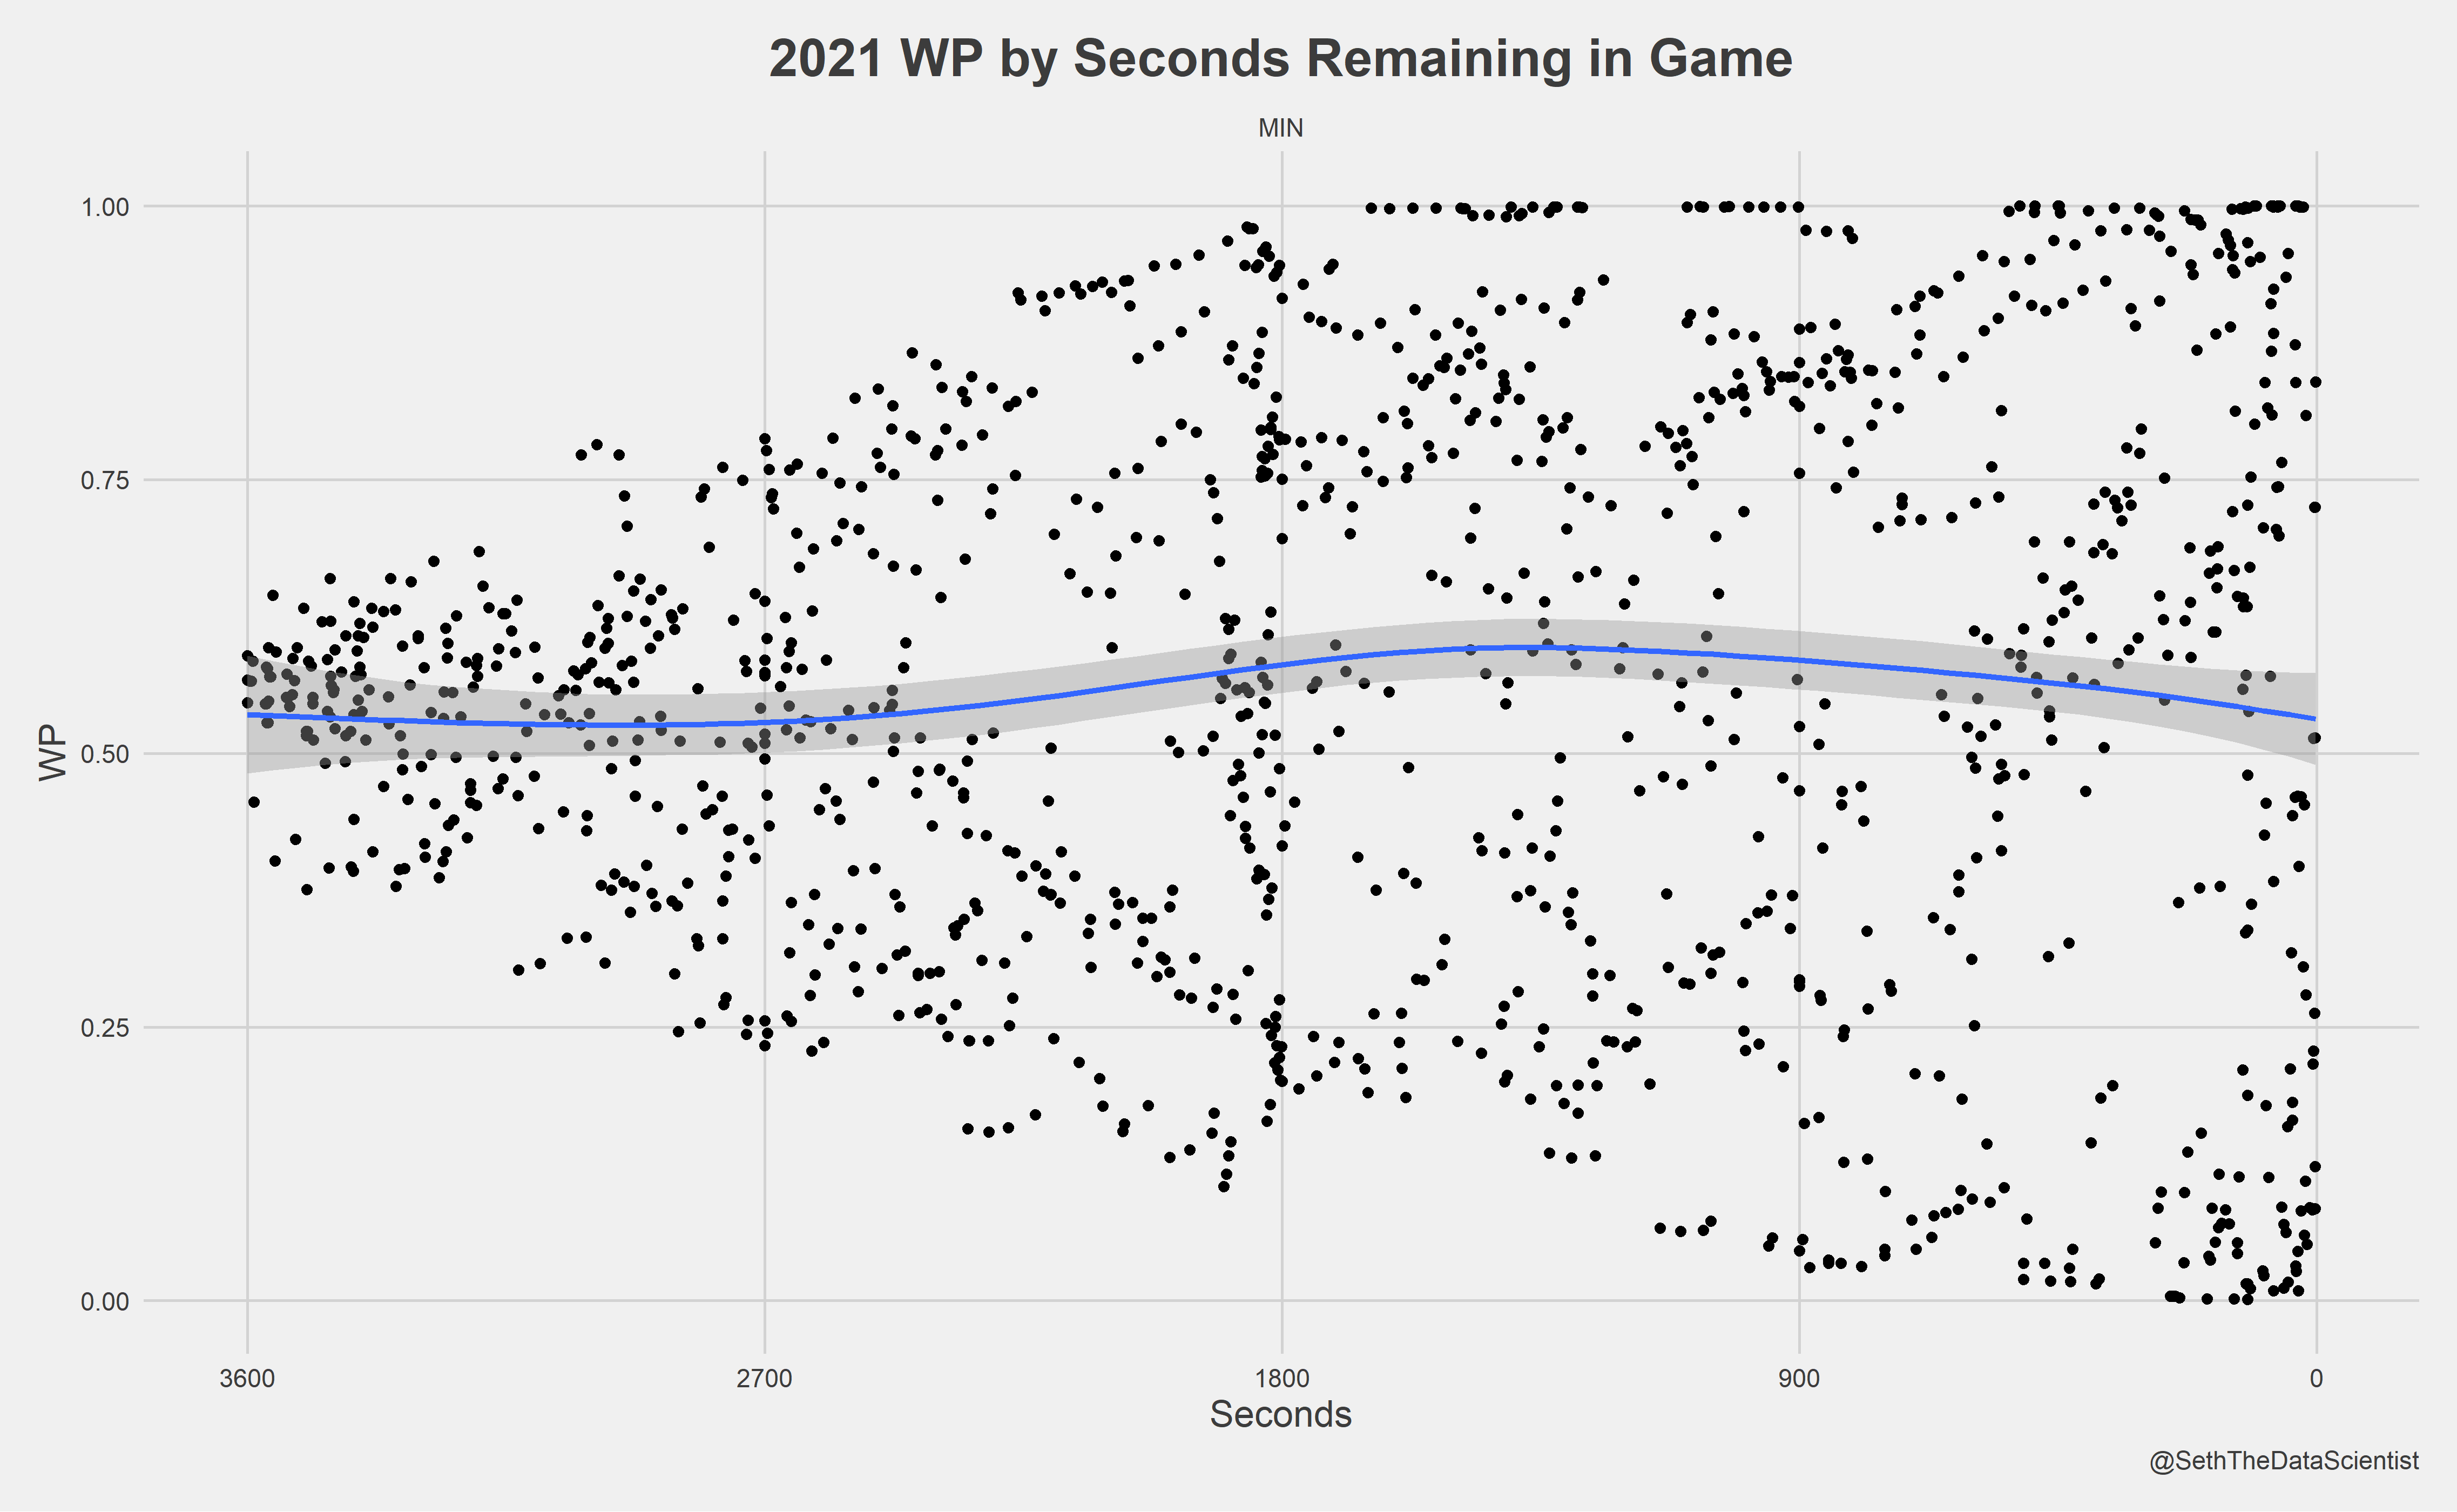 2021 WP by Seconds Remaining in Game
MIN
1.00
0.75
0.50
0.25
0.00
WP
3600 2700 1800 900 0
Seconds
@SethTheDataScientist